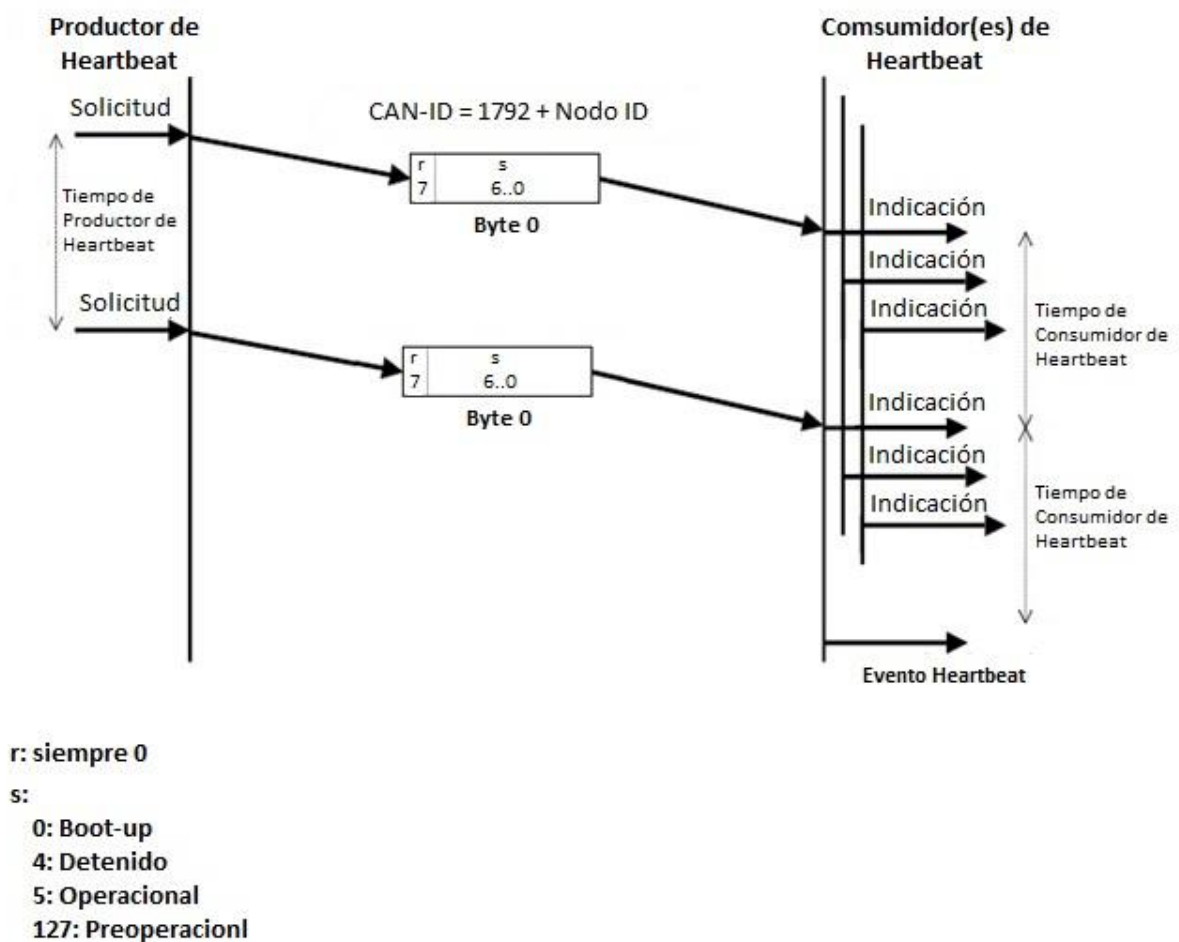 Productor de
Heartbeat
Comsumidor(es) de
Heartbeat
Solicitud
CAN-ID = 1792 + Nodo ID
r s
7 6..0
Byte 0
Tiempo de
Productor de
Heartbeat
Indicación
Indicación
Indicación
Solicitud
Tiempo de
Consumidor de
Heartbeat
r s
7 6..0
Byte 0
Indicación
Indicación
Indicación
Tiempo de
Consumidor de
Heartbeat
Evento Heartbeat
r: siempre 0
s:
0: Boot-up
4: Detenido
5: Operacional
127: Preoperacionl